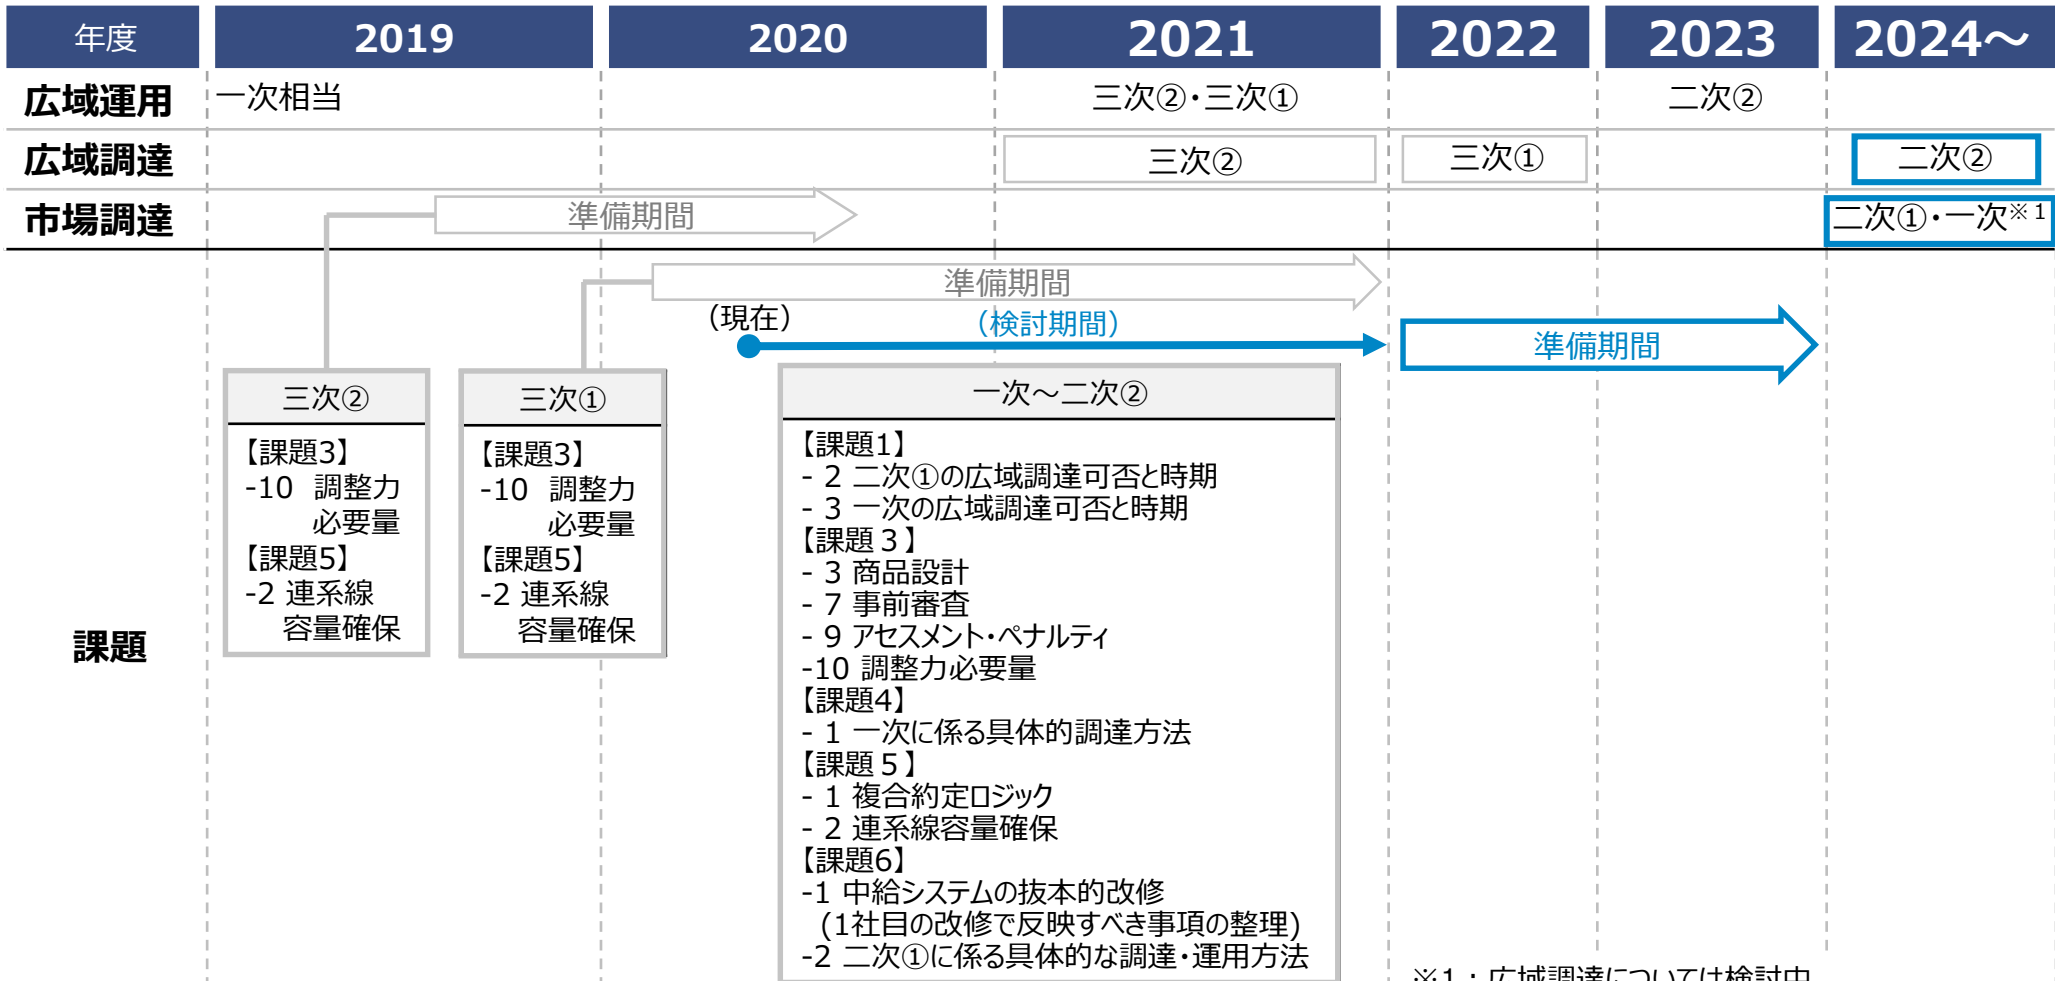 年度 2019 2020 2021 2022 2023 2024～
広域運用 一次相当 三次②・三次① 二次②
広域調達 三次② 三次① 二次②
市場調達 準備期間 二次①・一次※1
準備期間
（現在） （検討期間） 準備期間
課題
三次②
【課題3】
-10 調整力
必要量
【課題5】
-2 連系線
容量確保
三次①
【課題3】
-10 調整力
必要量
【課題5】
-2 連系線
容量確保
一次～二次②
【課題1】
- 2 二次①の広域調達可否と時期
- 3 一次の広域調達可否と時期
【課題３】
- 3 商品設計
- 7 事前審査
- 9 アセスメント・ペナルティ
-10 調整力必要量
【課題4】
- 1 一次に係る具体的調達方法
【課題５】
- 1 複合約定ロジック
- 2 連系線容量確保
【課題6】
-1 中給システムの抜本的改修
(1社目の改修で反映すべき事項の整理)
-2 二次①に係る具体的な調達・運用方法
※1：広域調達については検討中